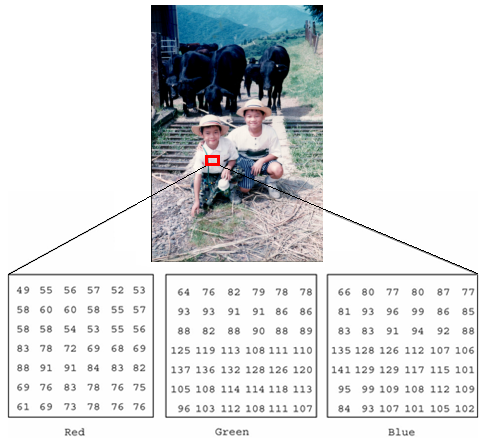 49 55 56 57 52 53
58 60 60 58 55 57
58 58 54 53 55 56
83 78 72 69 68 69
88 91 91 84 83 82
69 76 83 78 76 75
61 69 73 78 76 76
Red
64 76 82 79 78 78
93 93 91 91 86 86
88 82 88 90 88 89
125 119 113 108 111 110
137 136 132 128 126 120
105 108 114 114 118 113
96 103 112 108 111 107
Green
66 80 77 80 87 77
81 93 96 99 86 85
83 83 91 94 92 88
135 128 126 112 107 106
141 129 129 117 115 101
95 99 109 108 112 109
84 93 107 101 105 102
Blue